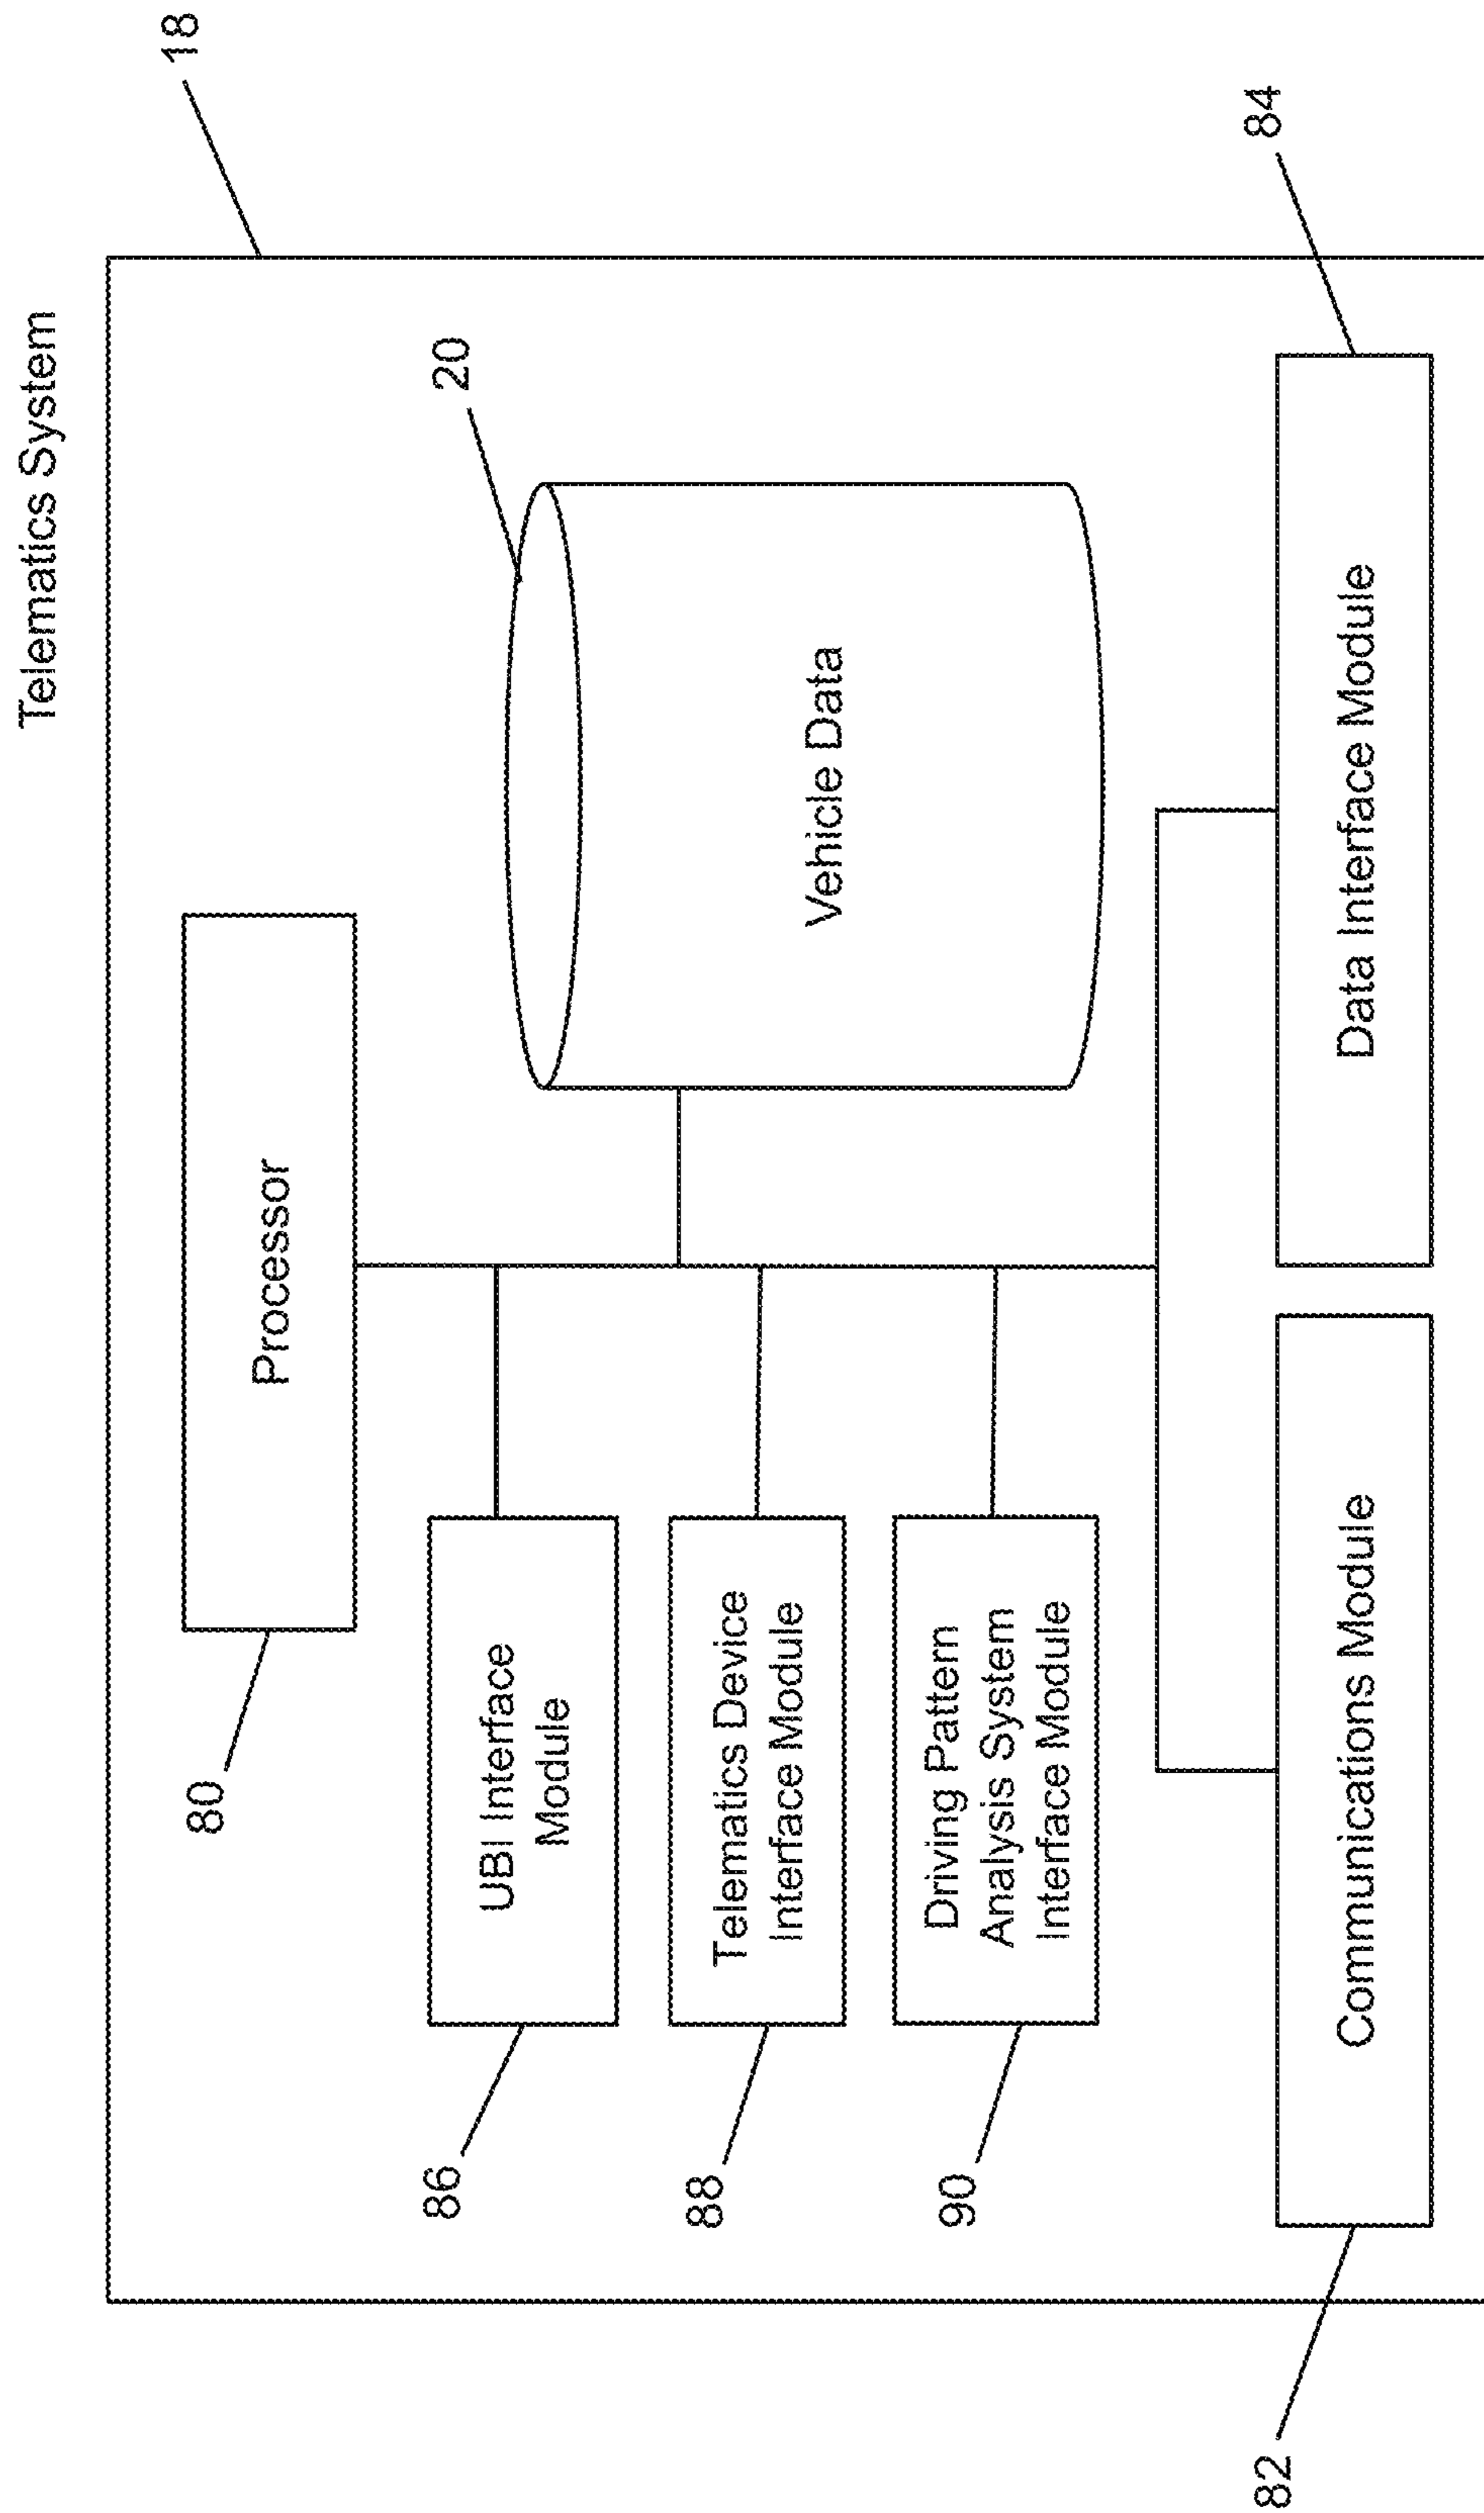 Telematics System
18
Processor
80
20
Vehicle Data
UBI Interface
Module
86
Telematics Device
Interface Module
88
Driving Pattern
Analysis System
Interface Module
90
Communications Module
82
Data Interface Module
84